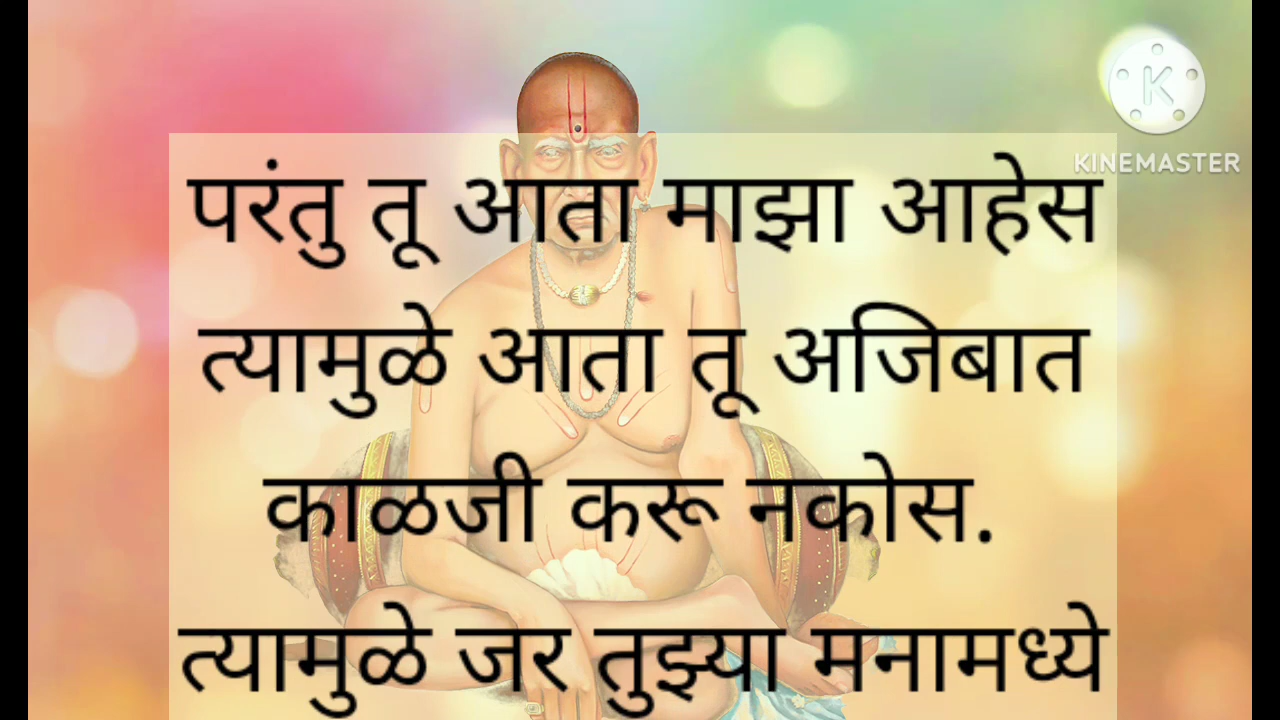 KINEMASTER
परंतु तू आता माझा आहेस
त्यामुळे आता तू अजिबात
काळजी करू नकोस.
त्यामुळे जर तुझ्या मनामध्ये